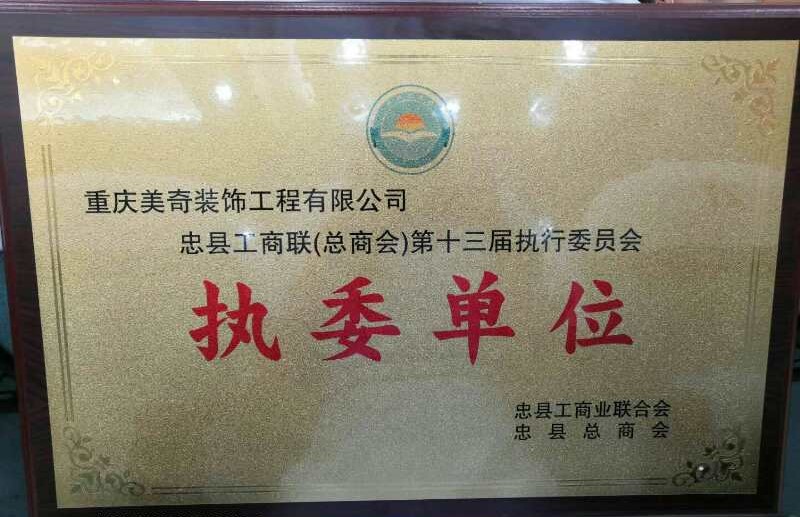 重庆美奇装饰工程有限公司
忠县工商联(总商会)第十三届执行委员会
执委单位
忠县工商业联合会
忠县总商会